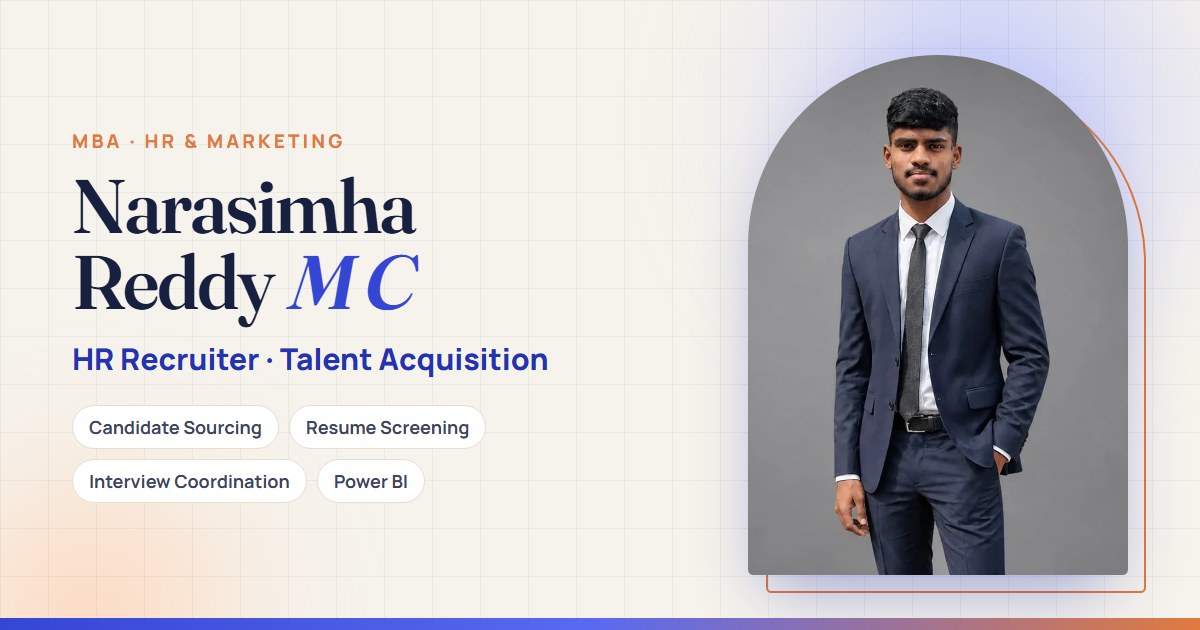 MBA · HR & MARKETING
Narasimha
Reddy MC
HR Recruiter · Talent Acquisition
Candidate Sourcing
Resume Screening
Interview Coordination
Power BI